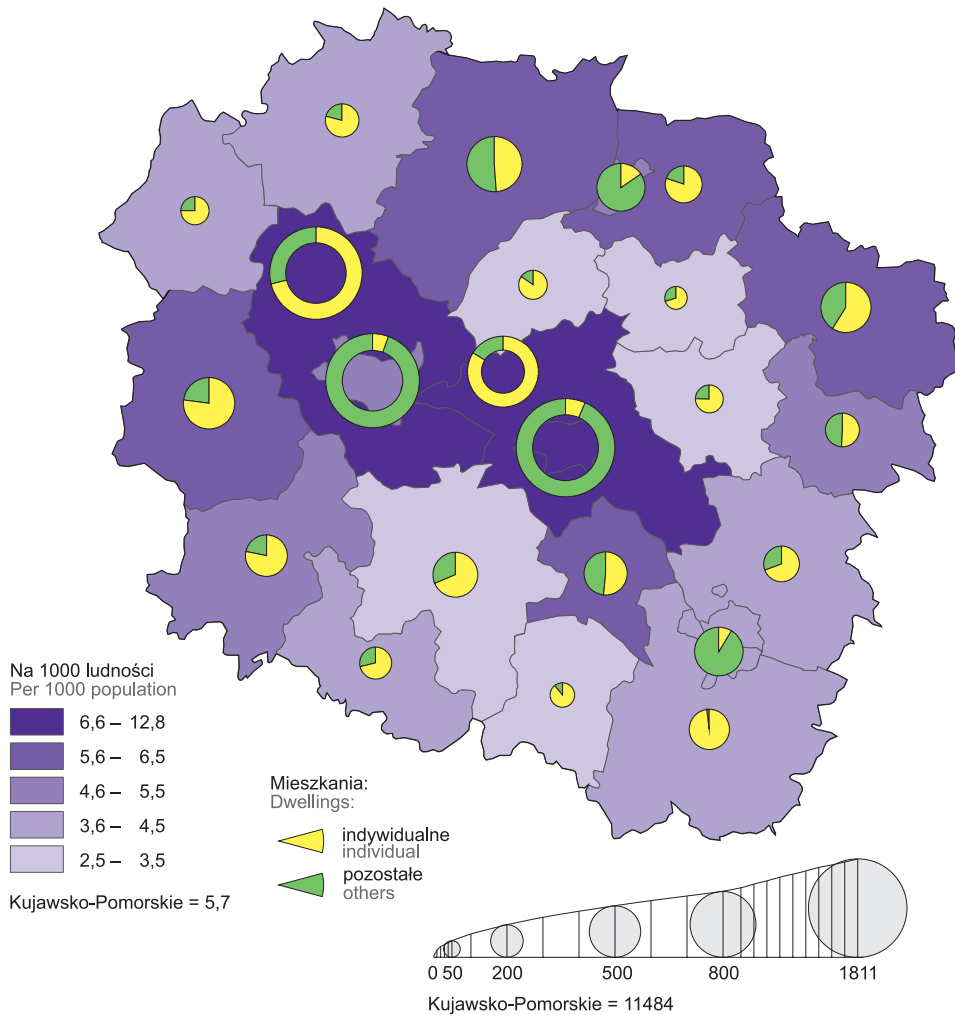 Na 1000 ludności
Per 1000 population
6,6 – 12,8
5,6 – 6,5
4,6 – 5,5
3,6 – 4,5
2,5 – 3,5
Kujawsko-Pomorskie = 5,7
Mieszkania:
Dwellings:
indywidualne
individual
pozostałe
others
0 50 200 500 800 1811
Kujawsko-Pomorskie = 11484